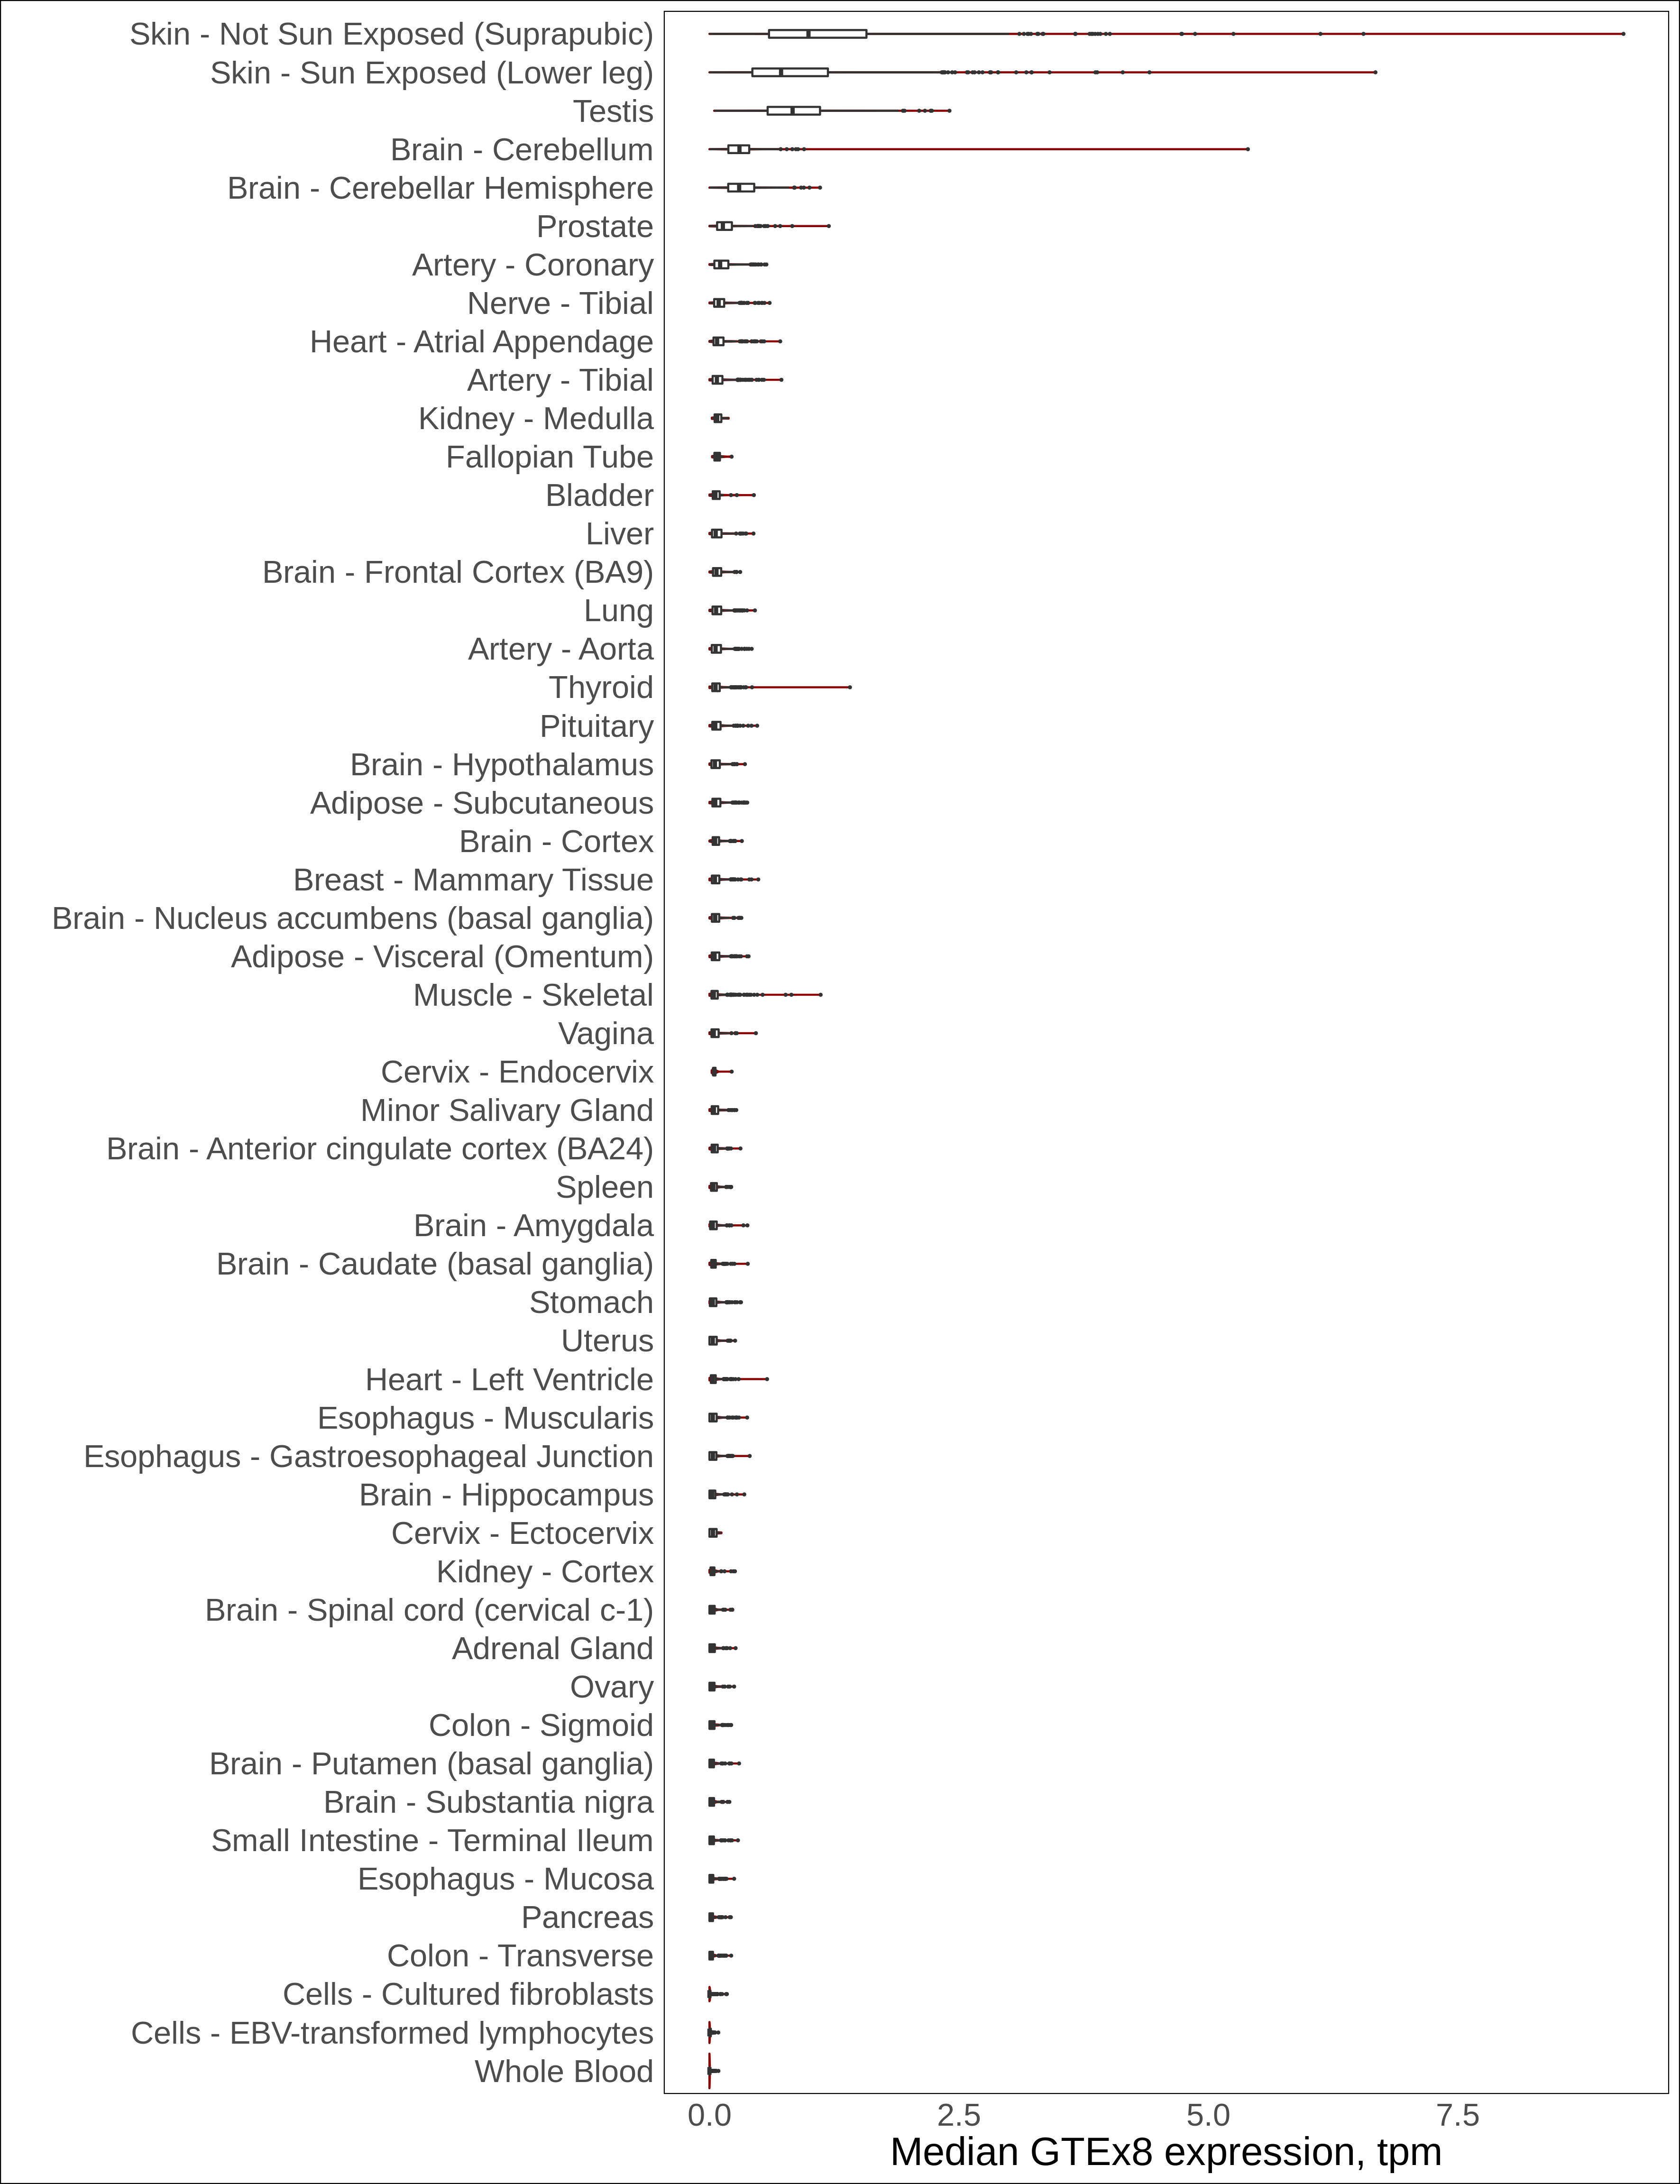 Skin - Not Sun Exposed (Suprapubic)
Skin - Sun Exposed (Lower leg)
Testis
Brain - Cerebellum
Brain - Cerebellar Hemisphere
Prostate
Artery - Coronary
Nerve - Tibial
Heart - Atrial Appendage
Artery - Tibial
Kidney - Medulla
Fallopian Tube
Bladder
Liver
Brain - Frontal Cortex (BA9)
Lung
Artery - Aorta
Thyroid
Pituitary
Brain - Hypothalamus
Adipose - Subcutaneous
Brain - Cortex
Breast - Mammary Tissue
Brain - Nucleus accumbens (basal ganglia)
Adipose - Visceral (Omentum)
Muscle - Skeletal
Vagina
Cervix - Endocervix
Minor Salivary Gland
Brain - Anterior cingulate cortex (BA24)
Spleen
Brain - Amygdala
Brain - Caudate (basal ganglia)
Stomach
Uterus
Heart - Left Ventricle
Esophagus - Muscularis
Esophagus - Gastroesophageal Junction
Brain - Hippocampus
Cervix - Ectocervix
Kidney - Cortex
Brain - Spinal cord (cervical c-1)
Adrenal Gland
Ovary
Colon - Sigmoid
Brain - Putamen (basal ganglia)
Brain - Substantia nigra
Small Intestine - Terminal Ileum
Esophagus - Mucosa
Pancreas
Colon - Transverse
Cells - Cultured fibroblasts
Cells - EBV-transformed lymphocytes
Whole Blood
0.0 2.5 5.0 7.5
Median GTEx8 expression, tpm